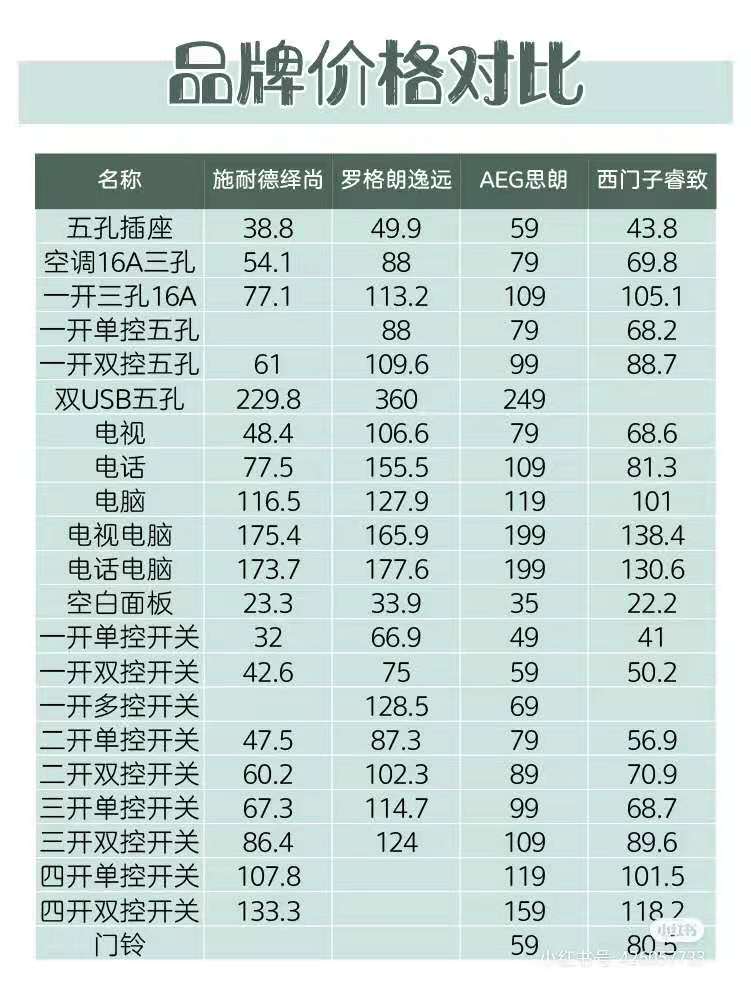 品牌价格对比
名称 施耐德绎尚 罗格朗逸远 AEG思朗 西门子睿致
五孔插座 38.8 49.9 59 43.8
空调16A三孔 54.1 88 79 69.8
一开三孔16A 77.1 113.2 109 105.1
一开单控五孔 88 79 68.2
一开双控五孔 61 109.6 99 88.7
双USB五孔 229.8 360 249
电视 48.4 106.6 79 68.6
电话 77.5 155.5 109 81.3
电脑 116.5 127.9 119 101
电视电脑 175.4 165.9 199 138.4
电话电脑 173.7 177.6 199 130.6
空白面板 23.3 33.9 35 22.2
一开单控开关 32 66.9 49 41
一开双控开关 42.6 75 59 50.2
一开多控开关 128.5 69
二开单控开关 47.5 87.3 79 56.9
二开双控开关 60.2 102.3 89 70.9
三开单控开关 67.3 114.7 99 68.7
三开双控开关 86.4 124 109 89.6
四开单控开关 107.8 119 101.5
四开双控开关 133.3 159 118.2
小红书
门铃 59 80.5
小红书号